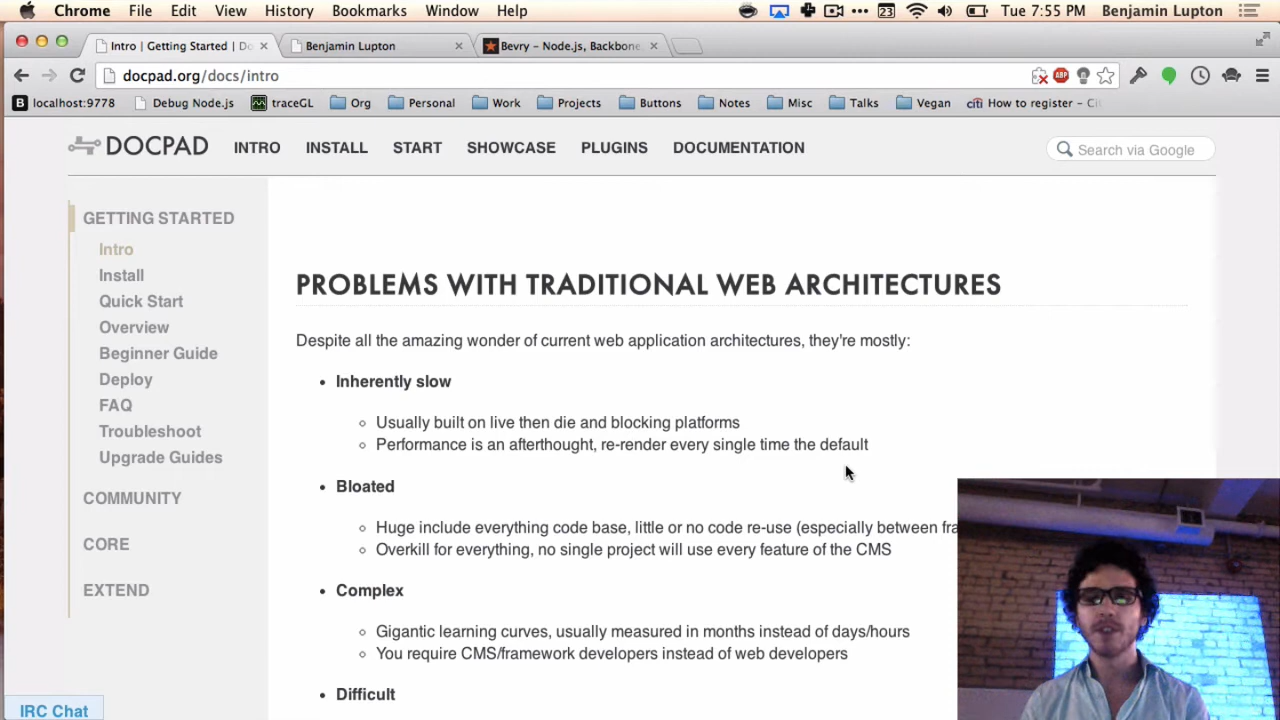 Chrome File Edit View History Bookmarks Window Help 23 Tue 7:55 PM Benjamin Lupton
Intro | Getting Started | Do Benjamin Lupton Bevry – Node.js, Backbone
docpad.org/docs/intro ABP
B localhost:9778 Debug Node.js traceGL Org Personal Work Projects Buttons Notes Misc Talks Vegan citi How to register – Cit
DOCPAD INTRO INSTALL START SHOWCASE PLUGINS DOCUMENTATION Search via Google
GETTING STARTED
Intro
Install
Quick Start
Overview
Beginner Guide
Deploy
FAQ
Troubleshoot
Upgrade Guides
COMMUNITY
CORE
EXTEND
PROBLEMS WITH TRADITIONAL WEB ARCHITECTURES
Despite all the amazing wonder of current web application architectures, they're mostly:
• Inherently slow
◦ Usually built on live then die and blocking platforms
◦ Performance is an afterthought, re-render every single time the default
• Bloated
◦ Huge include everything code base, little or no code re-use (especially between fra
◦ Overkill for everything, no single project will use every feature of the CMS
• Complex
◦ Gigantic learning curves, usually measured in months instead of days/hours
◦ You require CMS/framework developers instead of web developers
• Difficult
IRC Chat